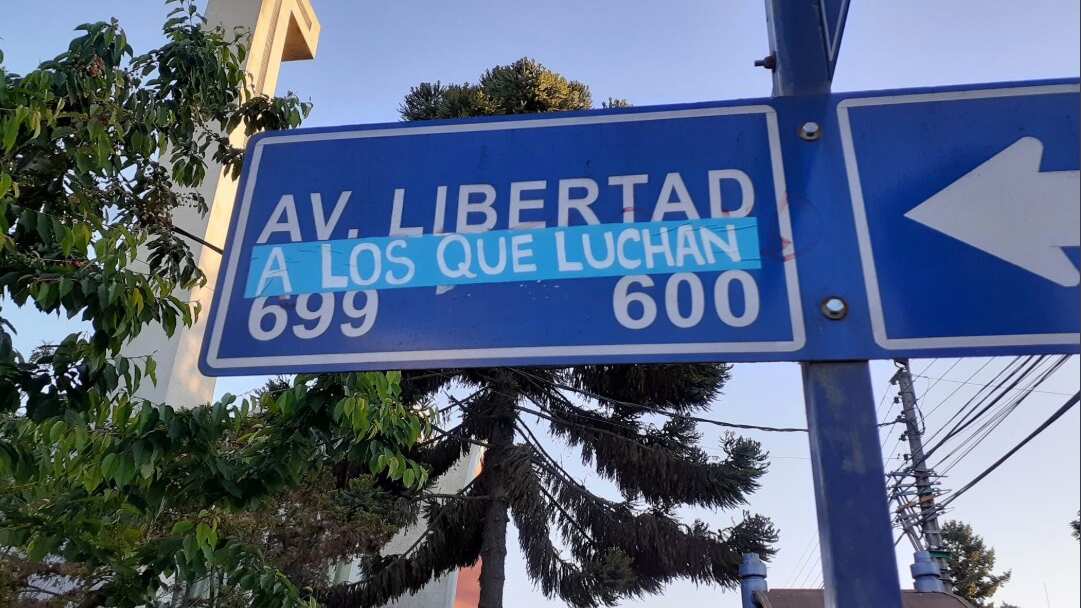 AV. LIBERTAD
A LOS QUE LUCHAN
699 600